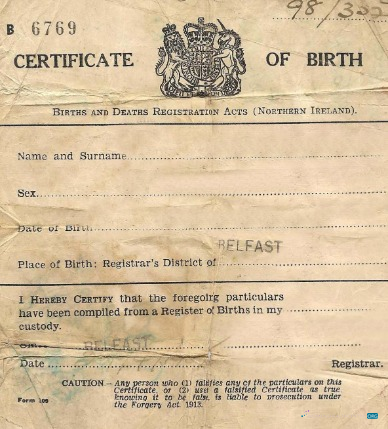 98/355
B 6769
CERTIFICATE OF BIRTH
BIRTHS AND DEATHS REGISTRATION ACTS (NORTHERN IRELAND).
Name and Surname
Sex
Date of Birth
BELFAST
Place of Birth: Registrar's District of
I HEREBY CERTIFY that the foregoing particulars
have been compiled from a Register of Births in my
custody.
Office BELFAST
Date Registrar.
CAUTION—Any person who (1) falsifies any of the particulars on this
Certificate, or (2) uses a falsified Certificate as true
knowing it to be false, is liable to prosecution under
the Forgery Act 1913.
Form 109